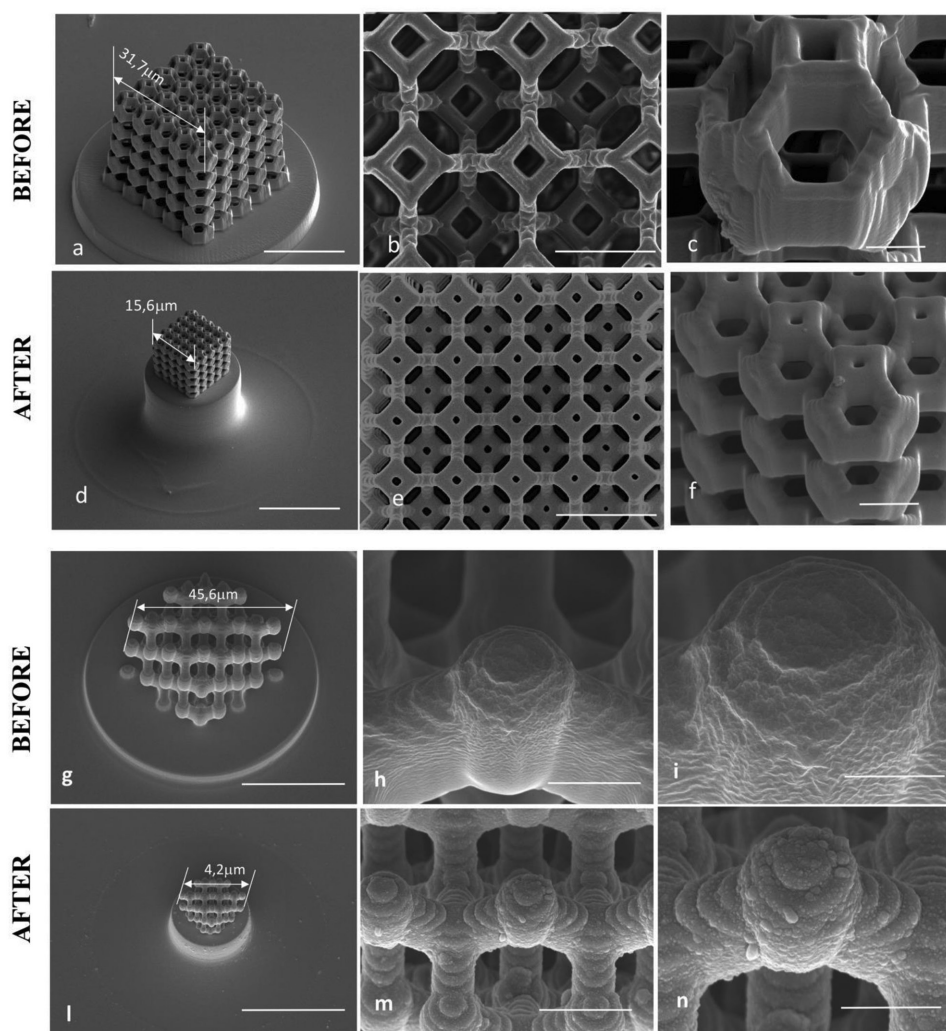 BEFORE
31,7µm
a
b
c
AFTER
15,6µm
d
e
f
BEFORE
45,6µm
g
h
i
AFTER
4,2µm
l
m
n